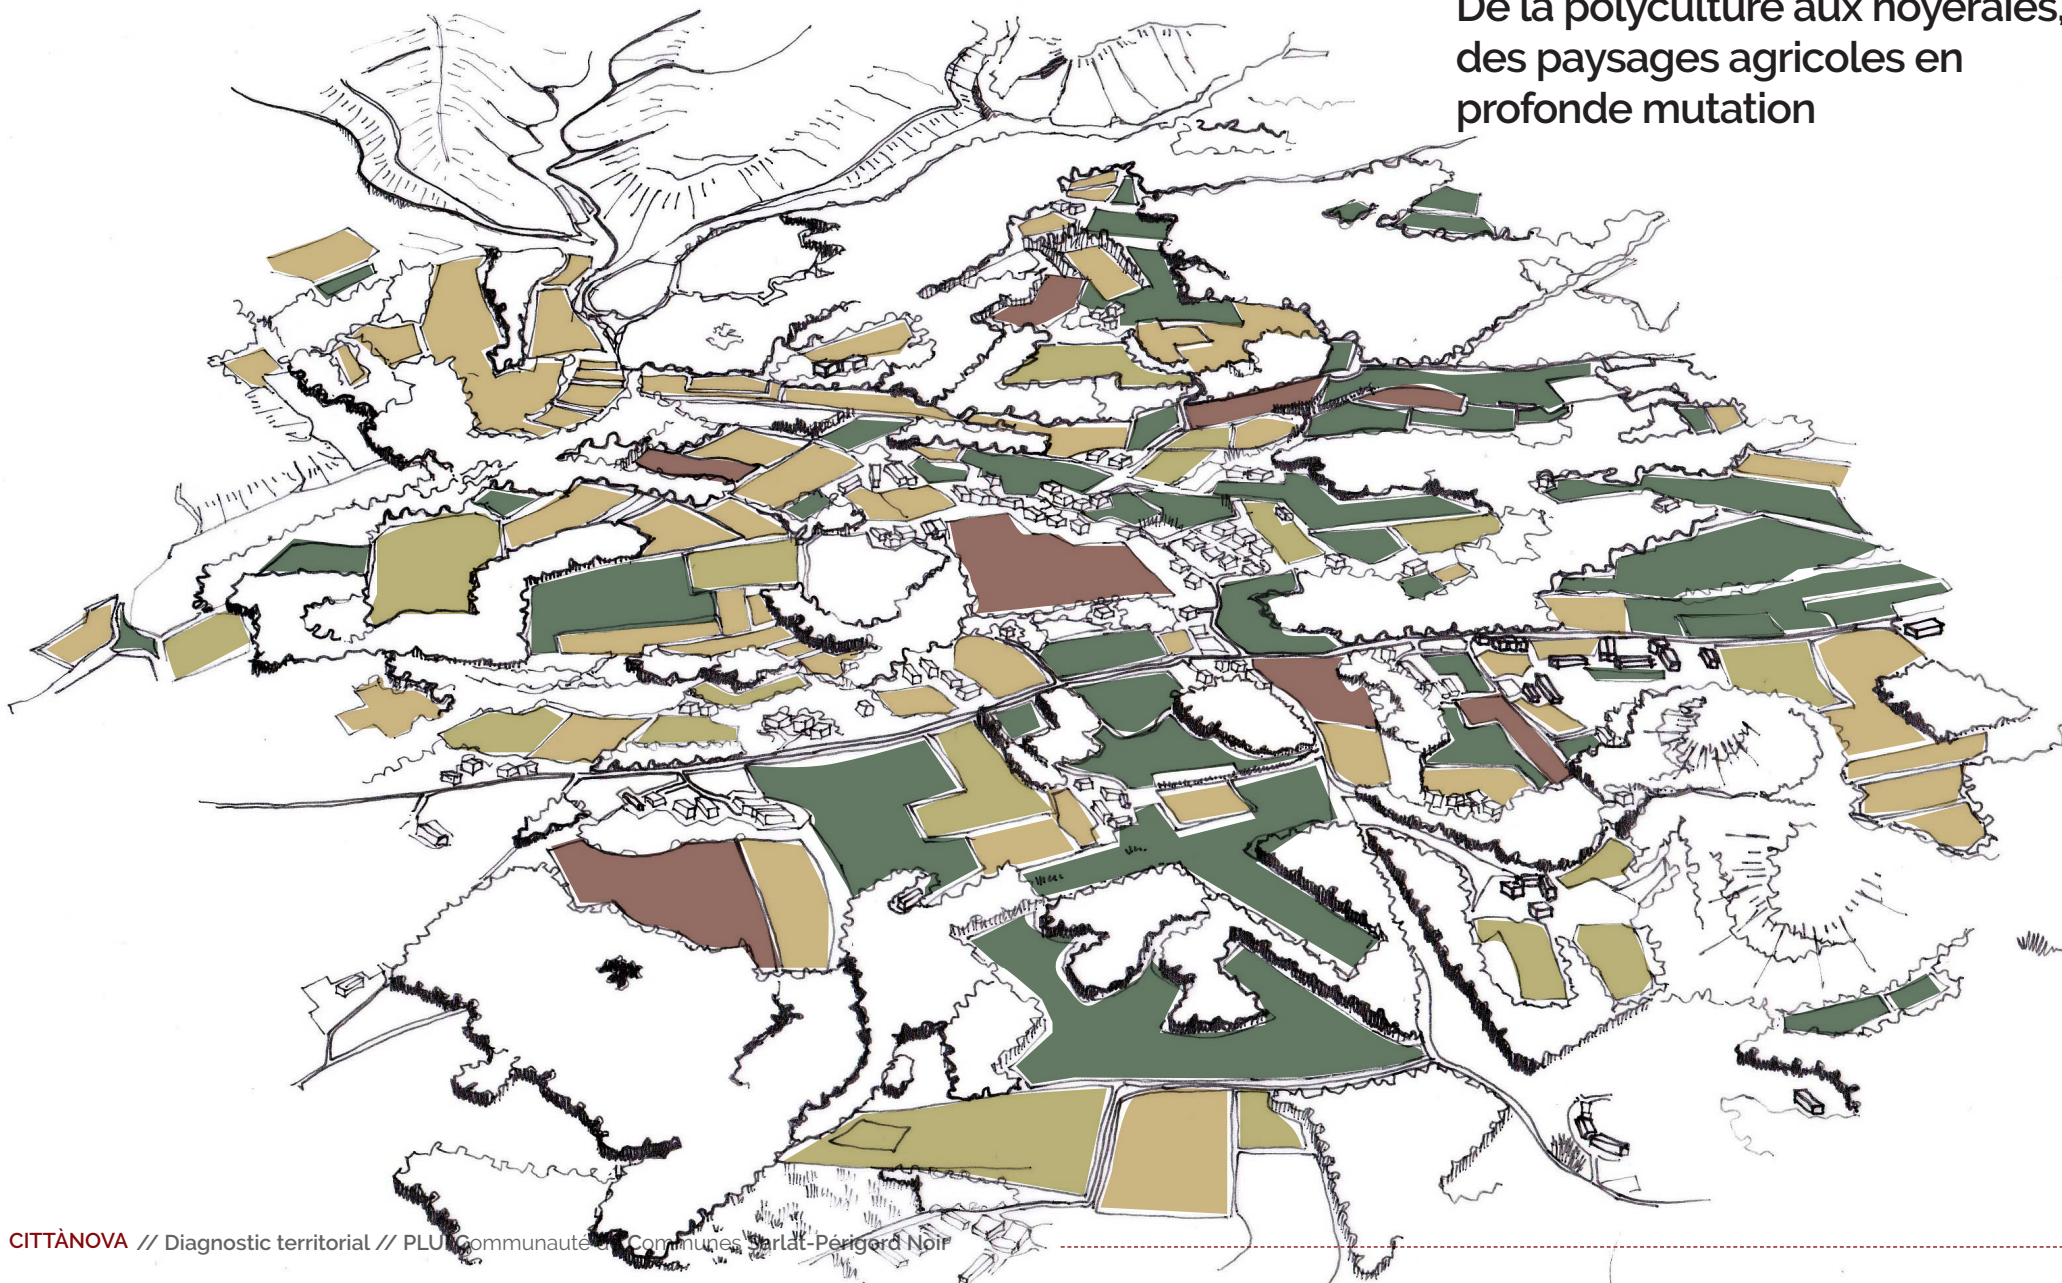 De la polyculture aux noyeraies,
des paysages agricoles en
profonde mutation
CITTÀNOVA // Diagnostic territorial // PLUi Communauté de Communes Sarlat-Périgord Noir